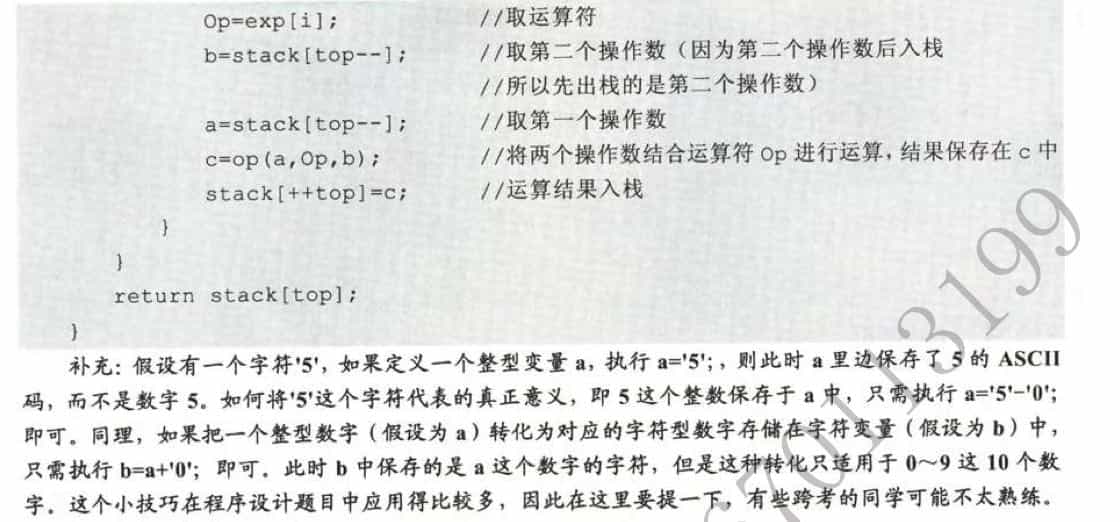 Op=exp[i]; //取运算符
b=stack[top--]; //取第二个操作数（因为第二个操作数后入栈
//所以先出栈的是第二个操作数）
a=stack[top--]; //取第一个操作数
c=op(a,Op,b); //将两个操作数结合运算符 Op 进行运算，结果保存在 c 中
stack[++top]=c; //运算结果入栈
}
}
return stack[top];
}
补充：假设有一个字符'5'，如果定义一个整型变量 a，执行 a='5';，则此时 a 里边保存了 5 的 ASCII
码，而不是数字 5。如何将'5'这个字符代表的真正意义，即 5 这个整数保存于 a 中，只需执行 a='5'-'0';
即可。同理，如果把一个整型数字（假设为 a）转化为对应的字符型数字存储在字符变量（假设为 b）中，
只需执行 b=a+'0'; 即可。此时 b 中保存的是 a 这个数字的字符，但是这种转化只适用于 0～9 这 10 个数
字。这个小技巧在程序设计题目中应用得比较多，因此在这里要提一下，有些跨考的同学可能不太熟练。